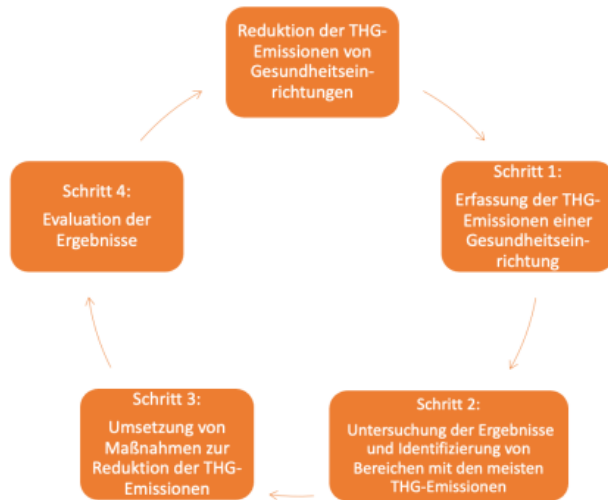 Reduktion der THG-
Emissionen von
Gesundheitsein-
richtungen
Schritt 1:
Erfassung der THG-
Emissionen einer
Gesundheitsein-
richtung
Schritt 2:
Untersuchung der Ergebnisse
und Identifizierung von
Bereichen mit den meisten
THG-Emissionen
Schritt 3:
Umsetzung von
Maßnahmen zur
Reduktion der THG-
Emissionen
Schritt 4:
Evaluation der
Ergebnisse